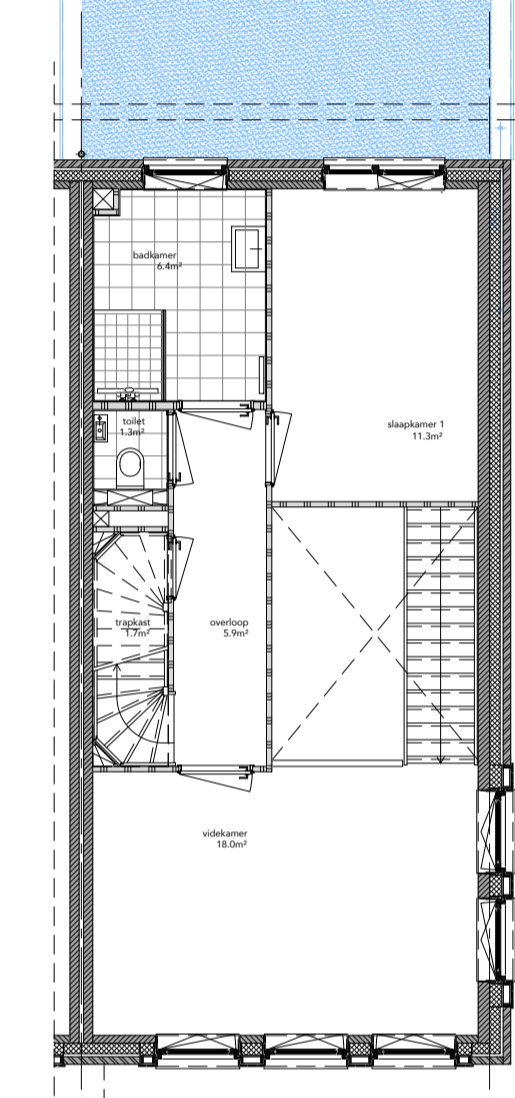 badkamer
6.4m²
toilet
1.3m²
slaapkamer 1
11.3m²
trapkast
1.7m²
overloop
5.9m²
videkamer
18.0m²